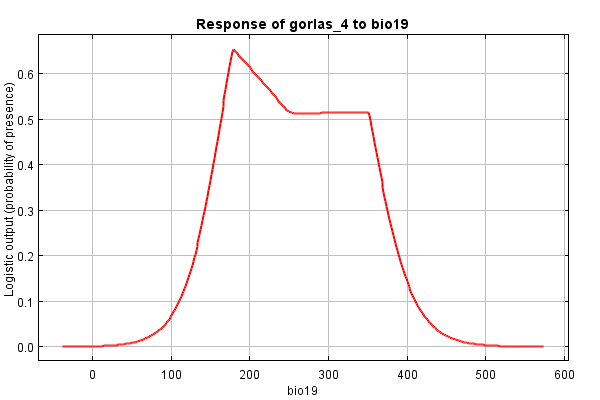 Response of gorlas_4 to bio19
Logistic output (probability of presence)
0.6
0.5
0.4
0.3
0.2
0.1
0.0
0 100 200 300 400 500 600
bio19